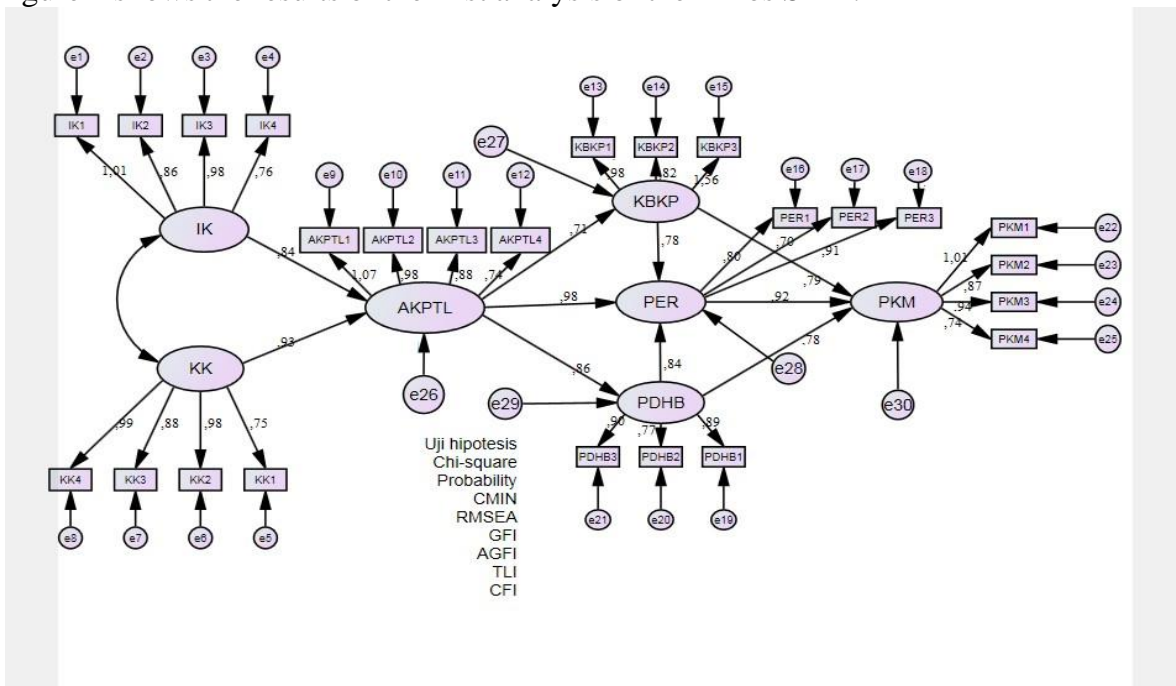 shows the results of the first analysis of the
e1 e2 e3 e4
IK1 IK2 IK3 IK4
1,01 ,86 ,98 ,76
IK
,84
e13 e14 e15
KBKP1 KBKP2 KBKP3
,98 ,82 1,56
e27
KBKP
e9 e10 e11 e12
AKPTL1 AKPTL2 AKPTL3 AKPTL4
1,07 ,98 ,88 ,74
AKPTL
,71
,78
e16 e17 e18
PER1 PER2 PER3
,80 ,70 ,91
,79
,98
PER
,92
PKM
PKM1 e22
PKM2 e23
PKM3 e24
PKM4 e25
1,01
,87
,94
,74
KK
,93
e26
,86
,84
,78
e28
e29
PDHB
e30
,99 ,88 ,98 ,75
KK4 KK3 KK2 KK1
e8 e7 e6 e5
,90 ,77 ,89
PDHB3 PDHB2 PDHB1
e21 e20 e19
Uji hipotesis
Chi-square
Probability
CMIN
RMSEA
GFI
AGFI
TLI
CFI